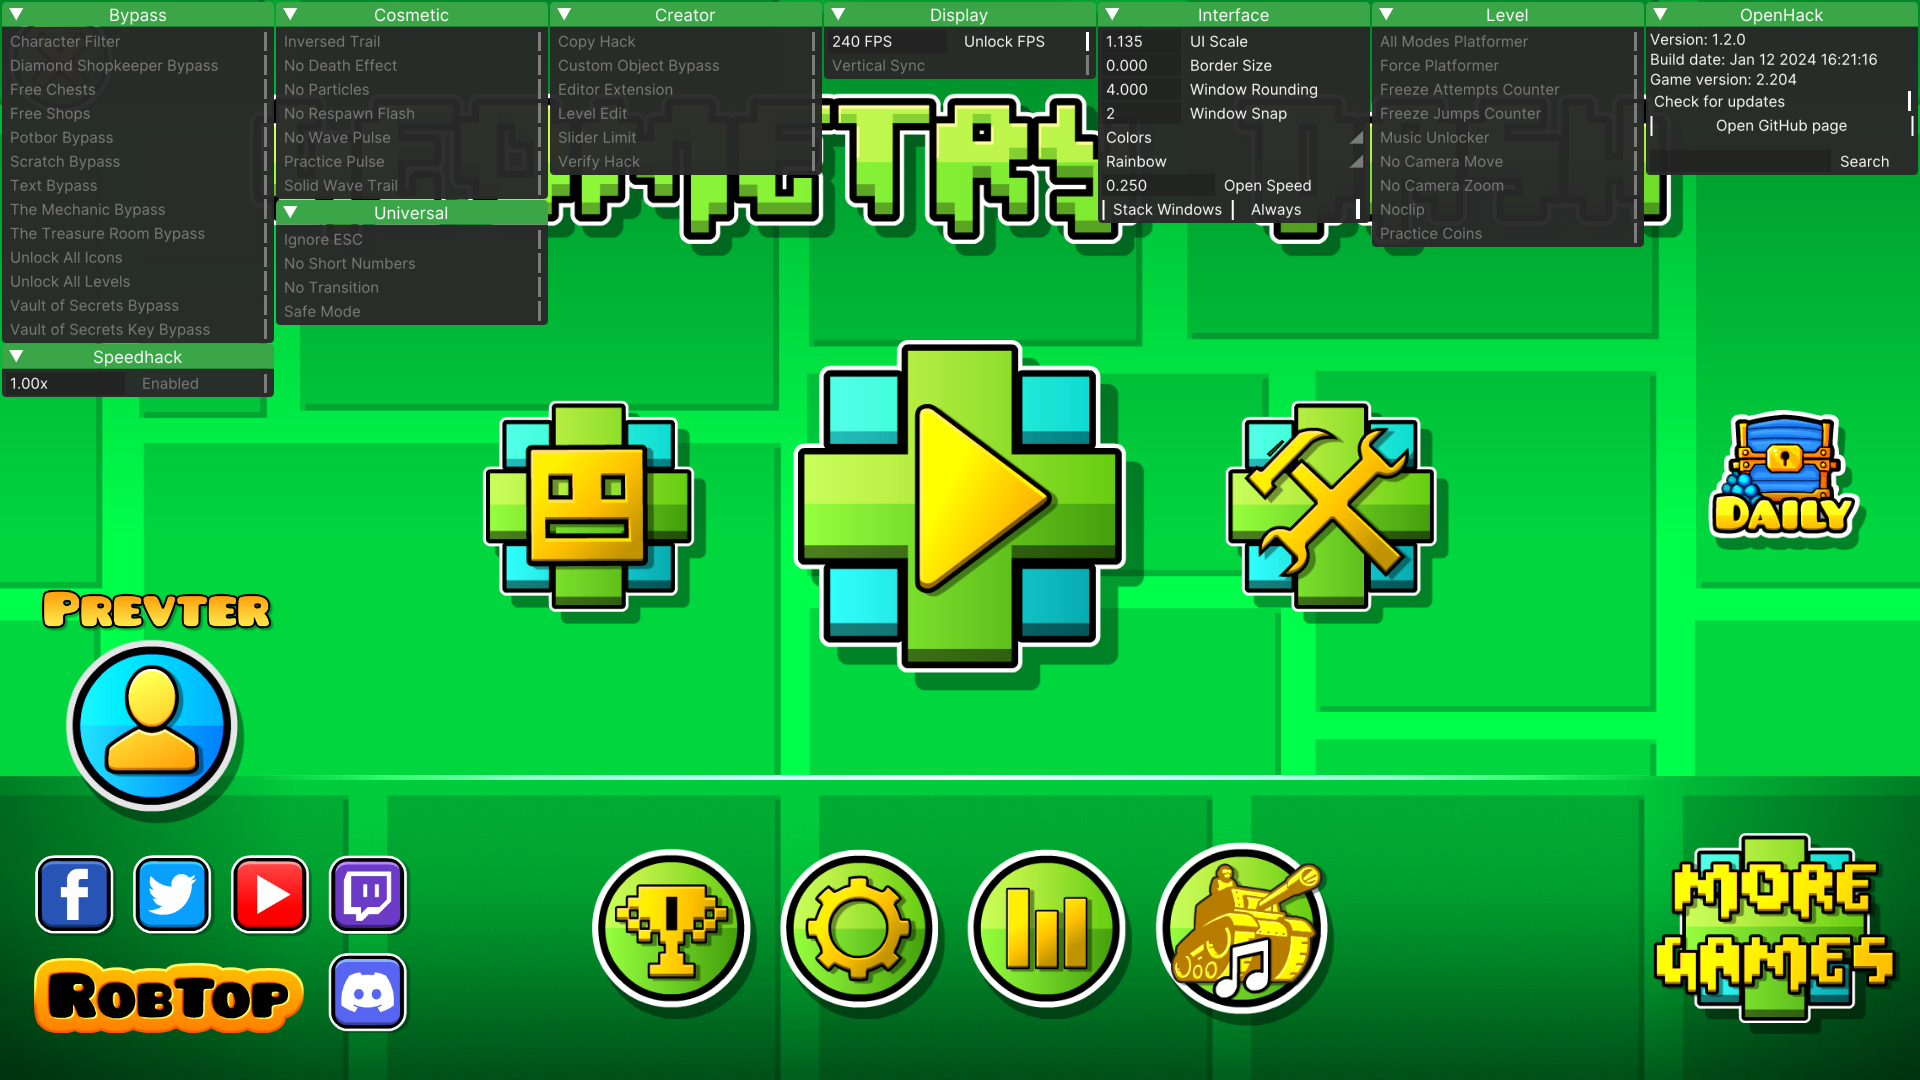 Bypass
Character Filter
Diamond Shopkeeper Bypass
Free Chests
Free Shops
Potbor Bypass
Scratch Bypass
Text Bypass
The Mechanic Bypass
The Treasure Room Bypass
Unlock All Icons
Unlock All Levels
Vault of Secrets Bypass
Vault of Secrets Key Bypass
Speedhack
1.00x Enabled
Cosmetic
Inversed Trail
No Death Effect
No Particles
No Respawn Flash
No Wave Pulse
Practice Pulse
Solid Wave Trail
Universal
Ignore ESC
No Short Numbers
No Transition
Safe Mode
Creator
Copy Hack
Custom Object Bypass
Editor Extension
Level Edit
Slider Limit
Verify Hack
Display
240 FPS Unlock FPS
Vertical Sync
Interface
1.135 UI Scale
0.000 Border Size
4.000 Window Rounding
2 Window Snap
Colors
Rainbow
0.250 Open Speed
Stack Windows Always
Level
All Modes Platformer
Force Platformer
Freeze Attempts Counter
Freeze Jumps Counter
Music Unlocker
No Camera Move
No Camera Zoom
Noclip
Practice Coins
OpenHack
Version: 1.2.0
Build date: Jan 12 2024 16:21:16
Game version: 2.204
Check for updates
Open GitHub page
Search
DAILY
PREVTER
ROBTOP
MORE
GAMES